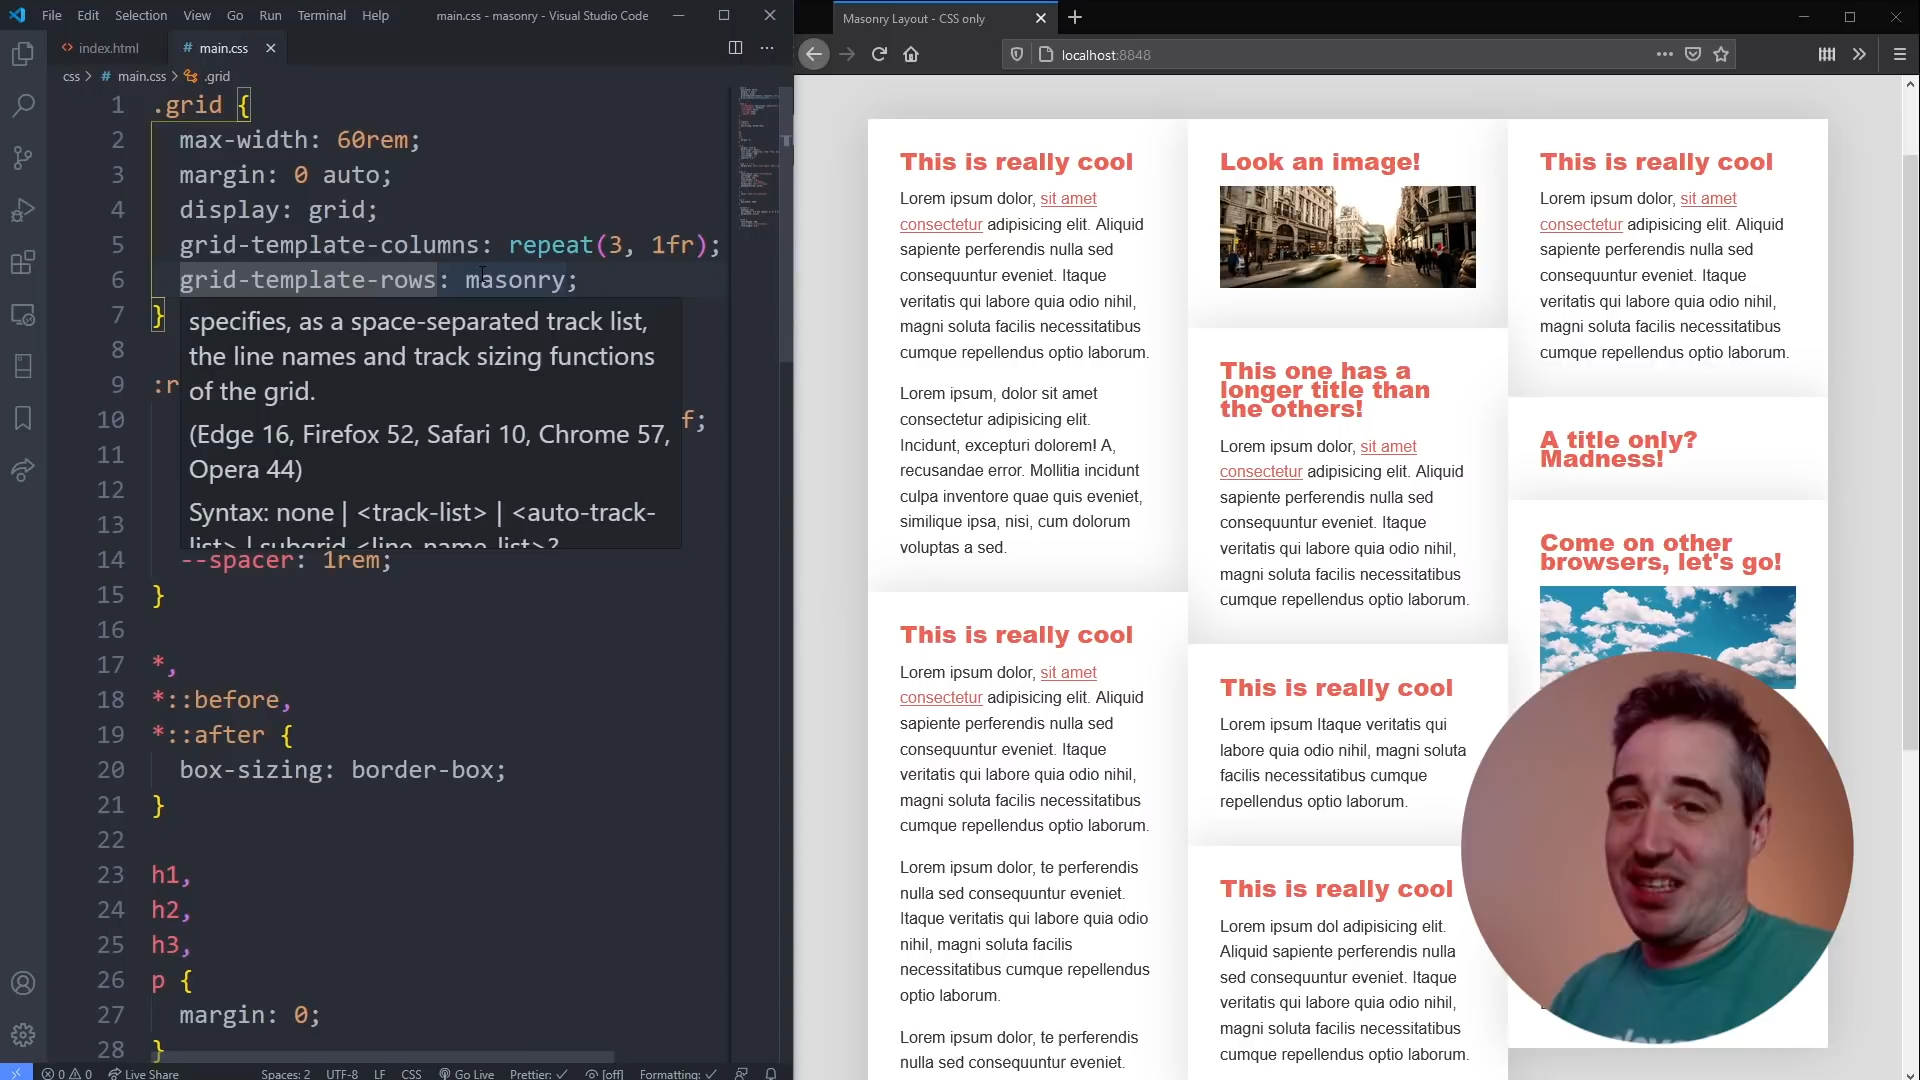 File Edit Selection View Go Run Terminal Help main.css - masonry - Visual Studio Code
index.html
# main.css
css > # main.css > .grid
1 .grid {
2 max-width: 60rem;
3 margin: 0 auto;
4 display: grid;
5 grid-template-columns: repeat(3, 1fr);
6 grid-template-rows: masonry;
7 }
specifies, as a space-separated track list,
the line names and track sizing functions
of the grid.
(Edge 16, Firefox 52, Safari 10, Chrome 57,
Opera 44)
Syntax: none | <track-list> | <auto-track-
list> | subgrid <line-name-list>?
8
9 :r
10 f;
11
12
13
14 --spacer: 1rem;
15 }
16
17 *,
18 *::before,
19 *::after {
20 box-sizing: border-box;
21 }
22
23 h1,
24 h2,
25 h3,
26 p {
27 margin: 0;
28 }
0 0 Live Share Spaces: 2 UTF-8 LF CSS Go Live Prettier: ✓ [off] Formatting: ✓
Masonry Layout - CSS only
localhost:8848
This is really cool
Lorem ipsum dolor, sit amet
consectetur adipisicing elit. Aliquid
sapiente perferendis nulla sed
consequuntur eveniet. Itaque
veritatis qui labore quia odio nihil,
magni soluta facilis necessitatibus
cumque repellendus optio laborum.
Lorem ipsum, dolor sit amet
consectetur adipisicing elit.
Incidunt, excepturi dolorem! A,
recusandae error. Mollitia incidunt
culpa inventore quae quis eveniet,
similique ipsa, nisi, cum dolorum
voluptas a sed.
This is really cool
Lorem ipsum dolor, sit amet
consectetur adipisicing elit. Aliquid
sapiente perferendis nulla sed
consequuntur eveniet. Itaque
veritatis qui labore quia odio nihil,
magni soluta facilis necessitatibus
cumque repellendus optio laborum.
Lorem ipsum dolor, te perferendis
nulla sed consequuntur eveniet.
Itaque veritatis qui labore quia odio
nihil, magni soluta facilis
necessitatibus cumque repellendus
optio laborum.
Lorem ipsum dolor, te perferendis
nulla sed consequuntur eveniet.
Look an image!
This one has a
longer title than
the others!
Lorem ipsum dolor, sit amet
consectetur adipisicing elit. Aliquid
sapiente perferendis nulla sed
consequuntur eveniet. Itaque
veritatis qui labore quia odio nihil,
magni soluta facilis necessitatibus
cumque repellendus optio laborum.
This is really cool
Lorem ipsum Itaque veritatis qui
labore quia odio nihil, magni soluta
facilis necessitatibus cumque
repellendus optio laborum.
This is really cool
Lorem ipsum dol adipisicing elit.
Aliquid sapiente perferendis nulla
sed consequuntur eveniet. Itaque
veritatis qui labore quia odio nihil,
magni soluta facilis necessitatibus
cumque repellendus optio laborum.
This is really cool
Lorem ipsum dolor, sit amet
consectetur adipisicing elit. Aliquid
sapiente perferendis nulla sed
consequuntur eveniet. Itaque
veritatis qui labore quia odio nihil,
magni soluta facilis necessitatibus
cumque repellendus optio laborum.
A title only?
Madness!
Come on other
browsers, let's go!